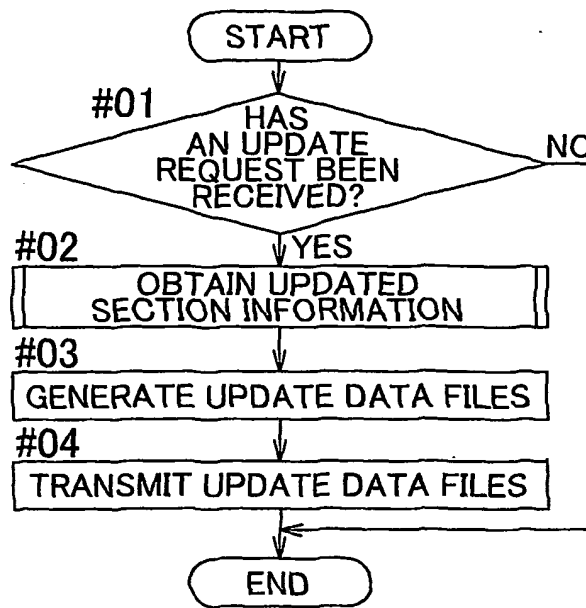 START
#01
HAS
AN UPDATE
REQUEST BEEN
RECEIVED?
NO
YES
#02
OBTAIN UPDATED
SECTION INFORMATION
#03
GENERATE UPDATE DATA FILES
#04
TRANSMIT UPDATE DATA FILES
END